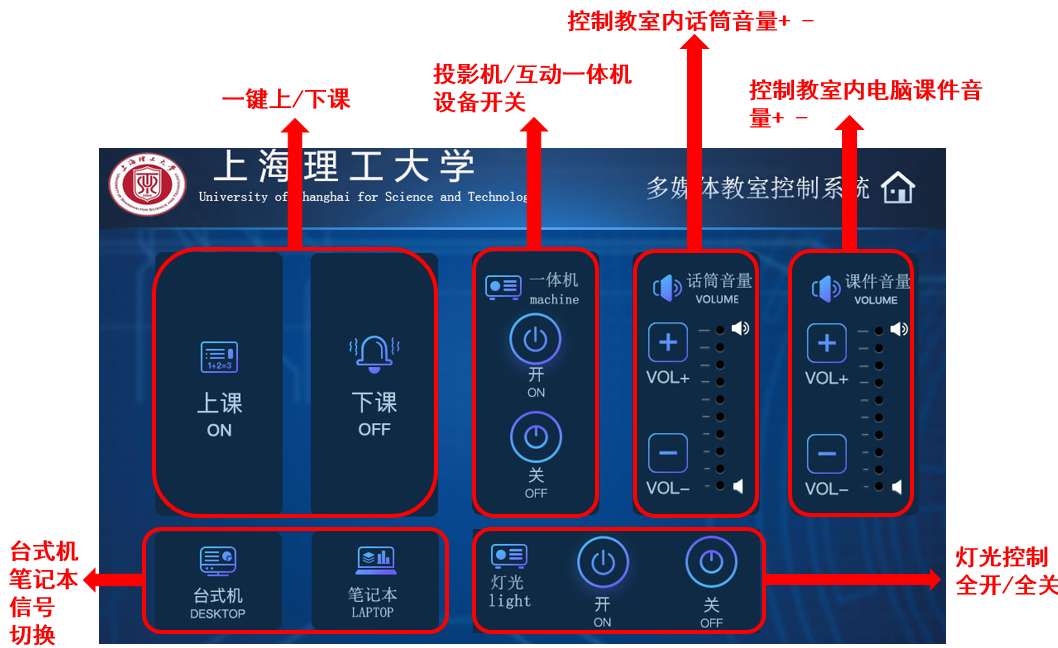 控制教室内话筒音量+ -
投影机/互动一体机
设备开关
控制教室内电脑课件音
量+ -
一键上/下课
上海理工大学
University of Shanghai for Science and Technology
多媒体教室控制系统
一体机
machine
话筒音量
VOLUME
课件音量
VOLUME
1+2=3
上课
ON
下课
OFF
开
ON
关
OFF
VOL+
VOL-
VOL+
VOL-
台式机
笔记本
信号
切换
台式机
DESKTOP
笔记本
LAPTOP
灯光
light
开
ON
关
OFF
灯光控制
全开/全关